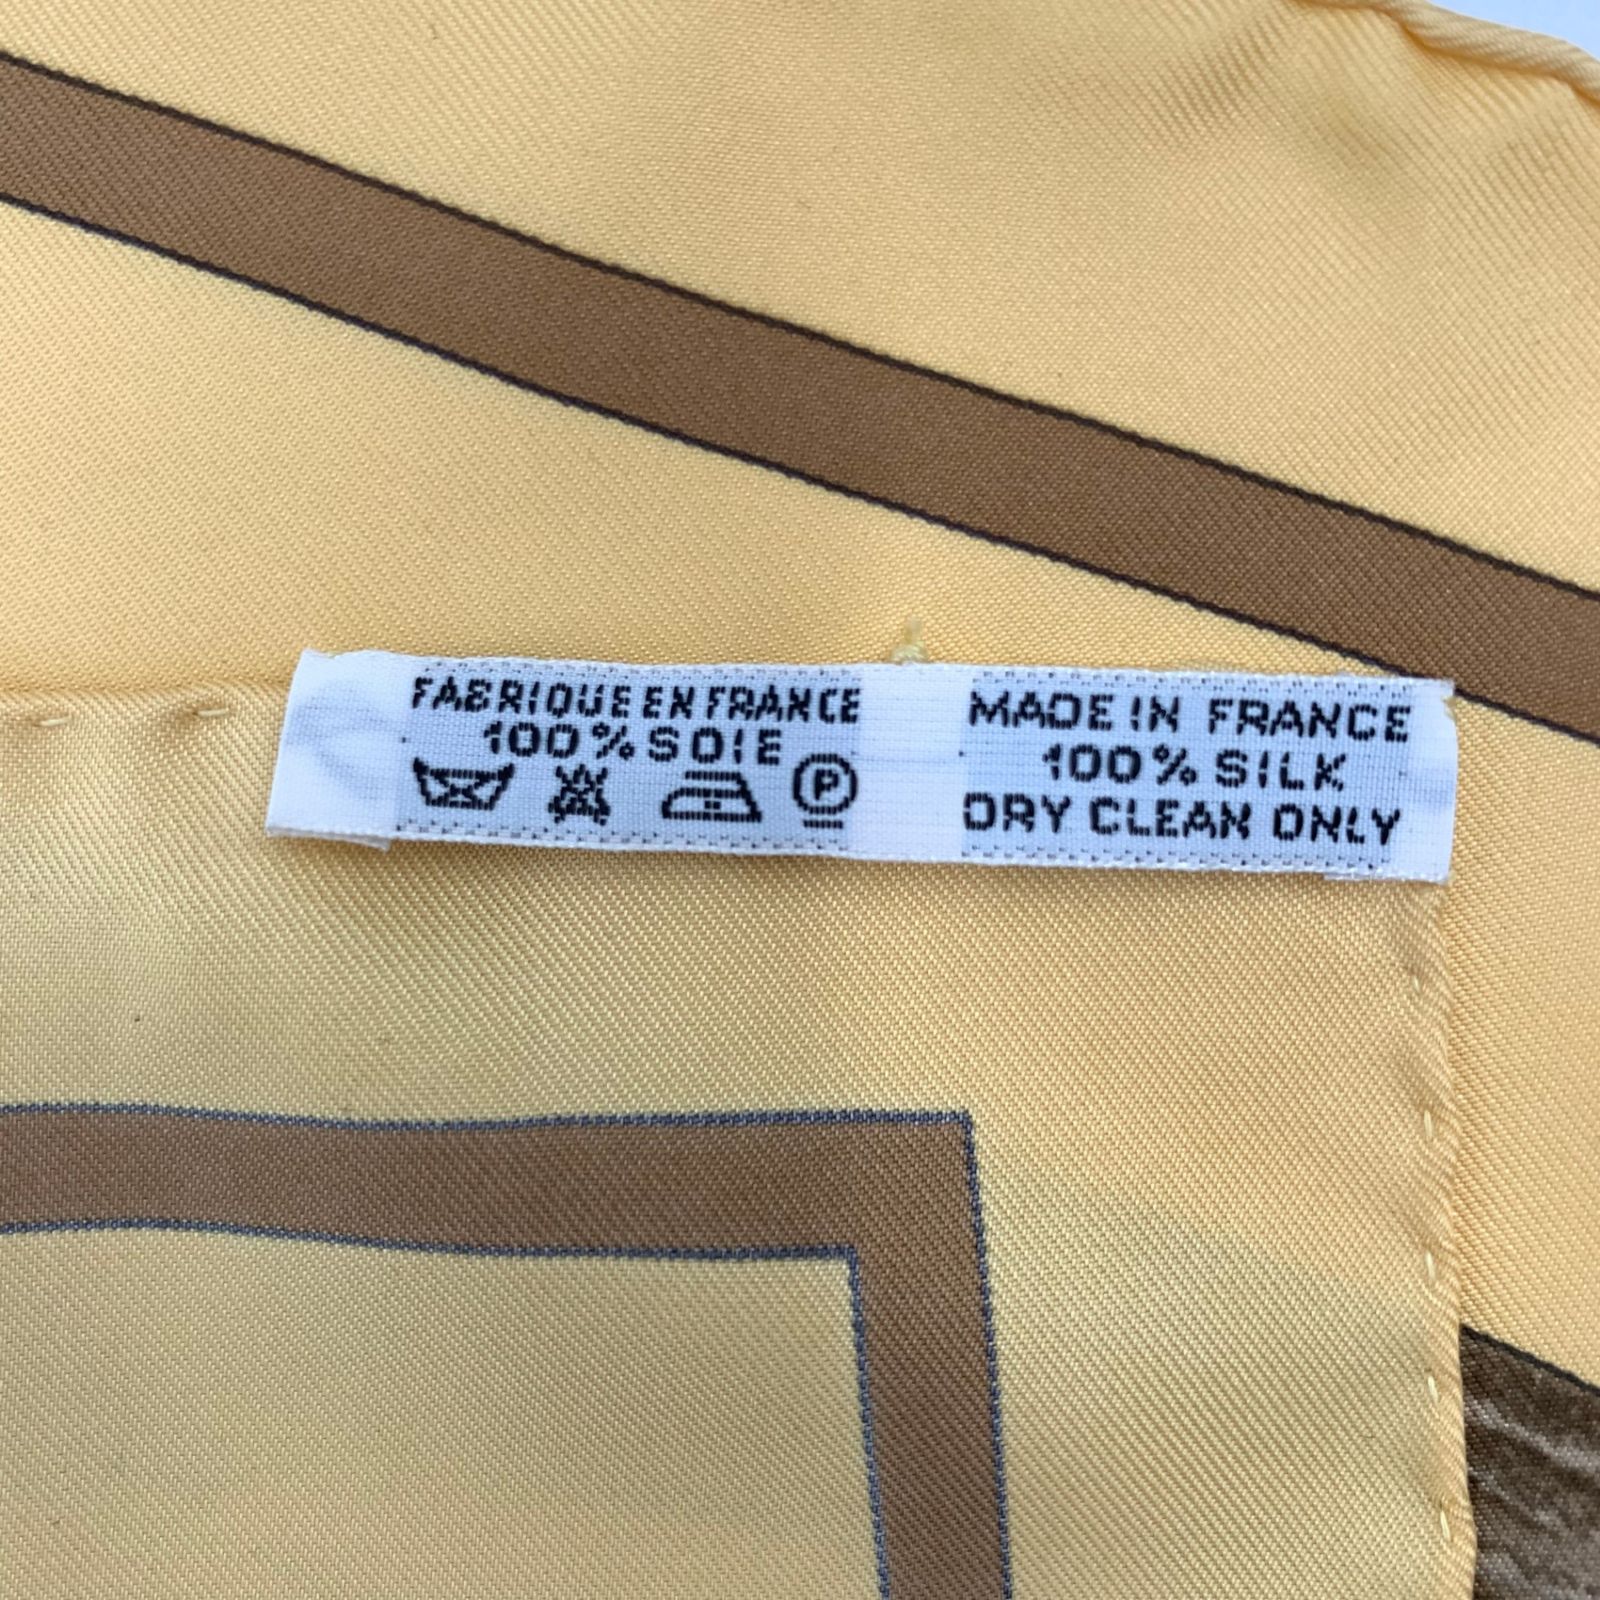 FABRIQUE EN FRANCE
100% SOIE
P
MADE IN FRANCE
100% SILK
DRY CLEAN ONLY